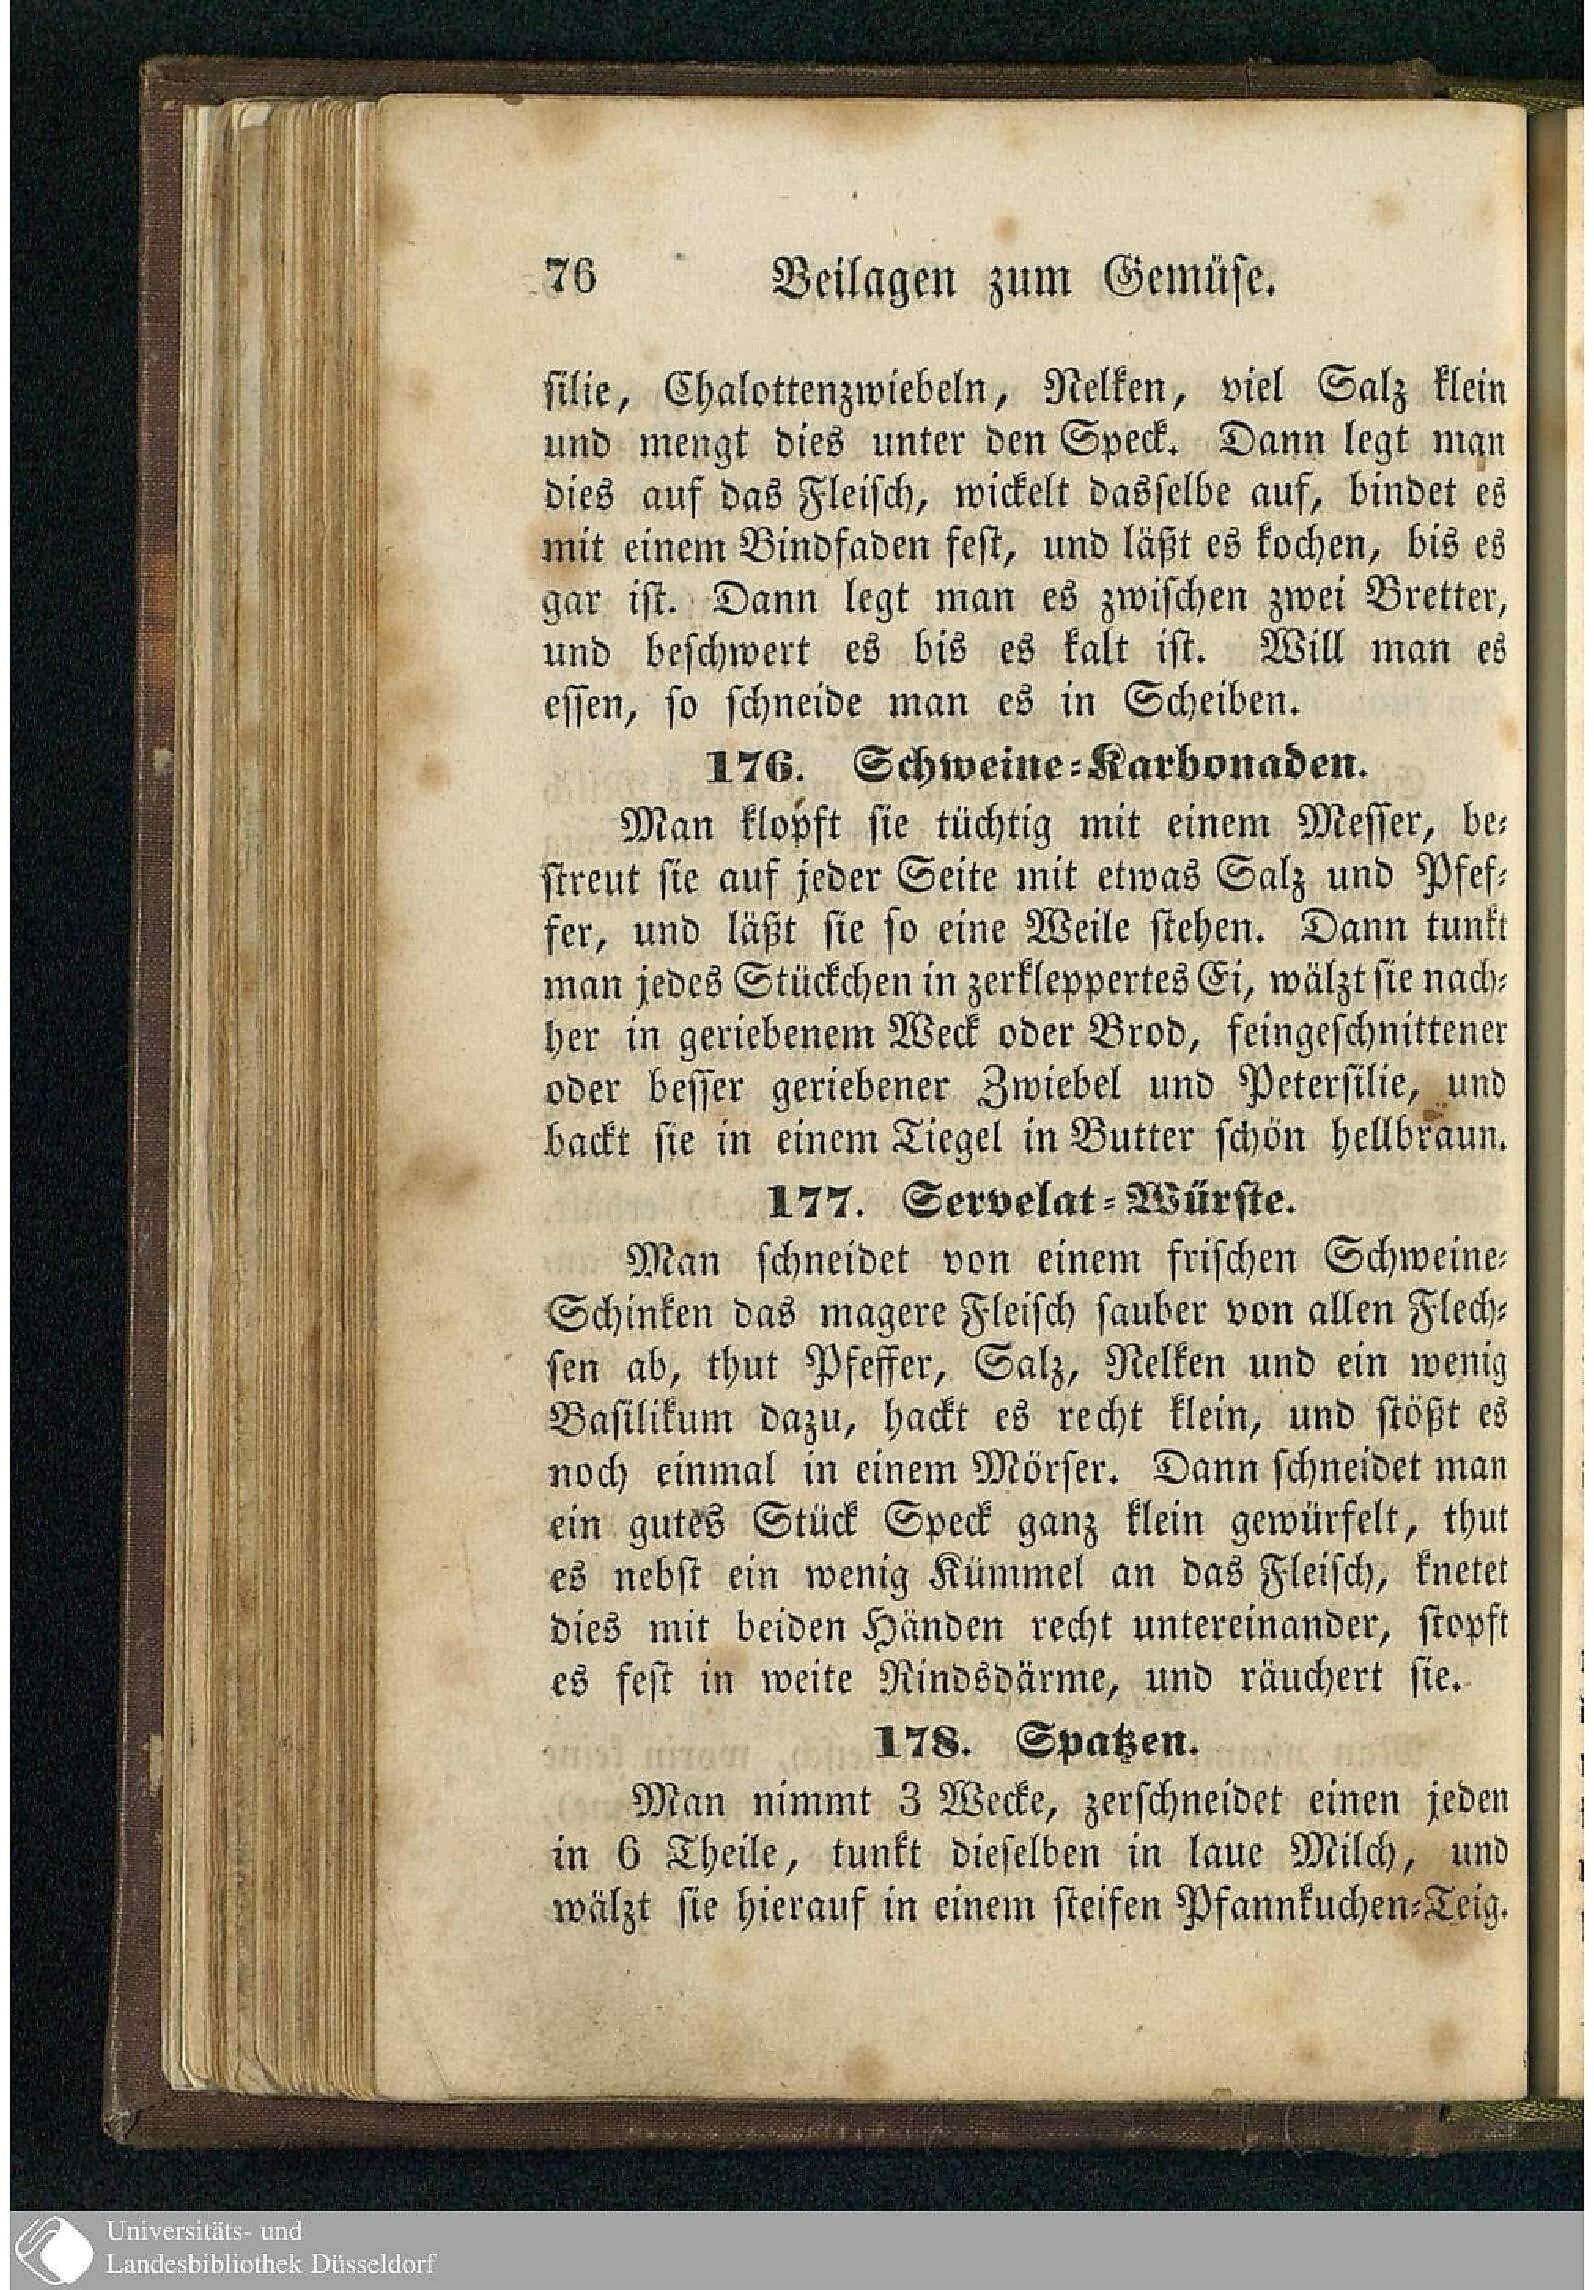 76 Beilagen zum Gemüse.
silie, Chalottenzwiebeln, Nelken, viel Salz klein
und mengt dies unter den Speck. Dann legt man
dies auf das Fleisch, wickelt dasselbe auf, bindet es
mit einem Bindfaden fest, und läßt es kochen, bis es
gar ist. Dann legt man es zwischen zwei Bretter,
und beschwert es bis es kalt ist. Will man es
essen, so schneide man es in Scheiben.
176. Schweine-Karbonaden.
Man klopft sie tüchtig mit einem Messer, be-
streut sie auf jeder Seite mit etwas Salz und Pfef-
fer, und läßt sie so eine Weile stehen. Dann tunkt
man jedes Stückchen in zerkleppertes Ei, wälzt sie nach-
her in geriebenem Weck oder Brod, feingeschnittener
oder besser geriebener Zwiebel und Petersilie, und
backt sie in einem Tiegel in Butter schön hellbraun.
177. Servelat-Würste.
Man schneidet von einem frischen Schweine-
Schinken das magere Fleisch sauber von allen Flech-
sen ab, thut Pfeffer, Salz, Nelken und ein wenig
Basilikum dazu, hackt es recht klein, und stößt es
noch einmal in einem Mörser. Dann schneidet man
ein gutes Stück Speck ganz klein gewürfelt, thut
es nebst ein wenig Kümmel an das Fleisch, knetet
dies mit beiden Händen recht untereinander, stopft
es fest in weite Rindsdärme, und räuchert sie.
178. Spatzen.
Man nimmt 3 Wecke, zerschneidet einen jeden
in 6 Theile, tunkt dieselben in laue Milch, und
wälzt sie hierauf in einem steifen Pfannkuchen-Teig.
Universitäts- und
Landesbibliothek Düsseldorf